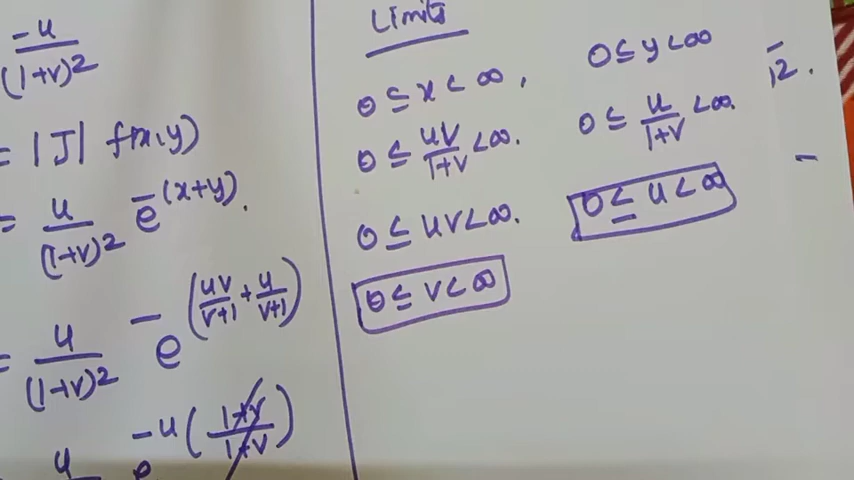 -u/(1+v)²
= |J| f(x,y)
= u/(1+v)² e^-(x+y).
= u/(1+v)² e^-(uv/(v+1) + u/(v+1))
u e^-u((1+v)/(1+v))
Limits
0 ≤ x < ∞, 0 ≤ y < ∞
0 ≤ uv/(1+v) < ∞. 0 ≤ u/(1+v) < ∞.
0 ≤ uv < ∞. 0 ≤ u < ∞
0 ≤ v < ∞